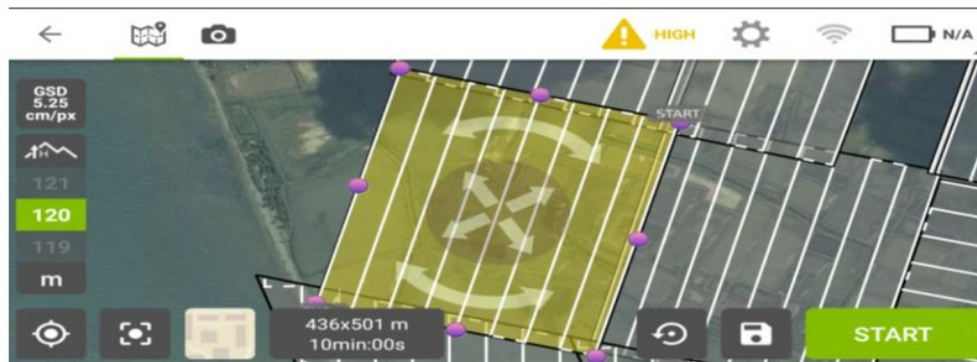 HIGH
N/A
GSD
5.25
cm/px
START
H
121
120
119
m
436x501 m
10min:00s
START